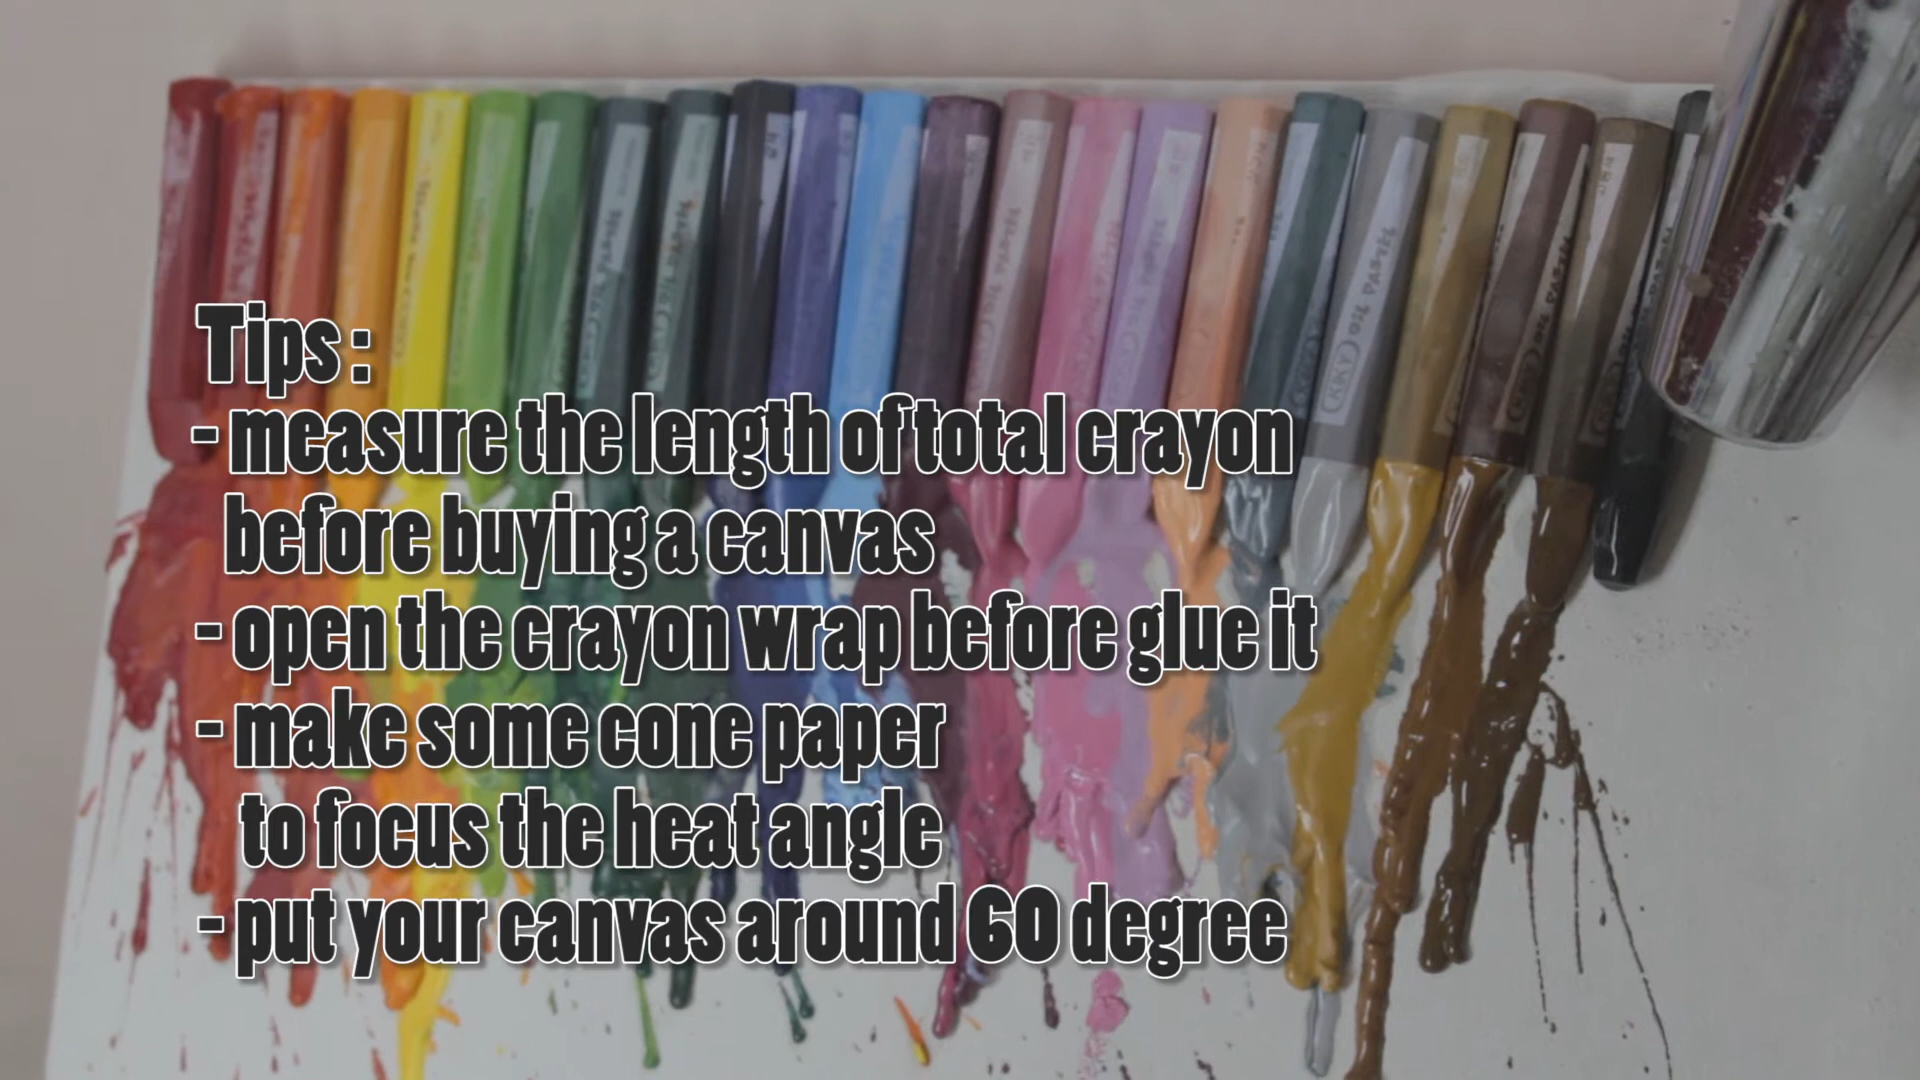 Tips :
- measure the length of total crayon
before buying a canvas
- open the crayon wrap before glue it
- make some cone paper
to focus the heat angle
- put your canvas around 60 degree